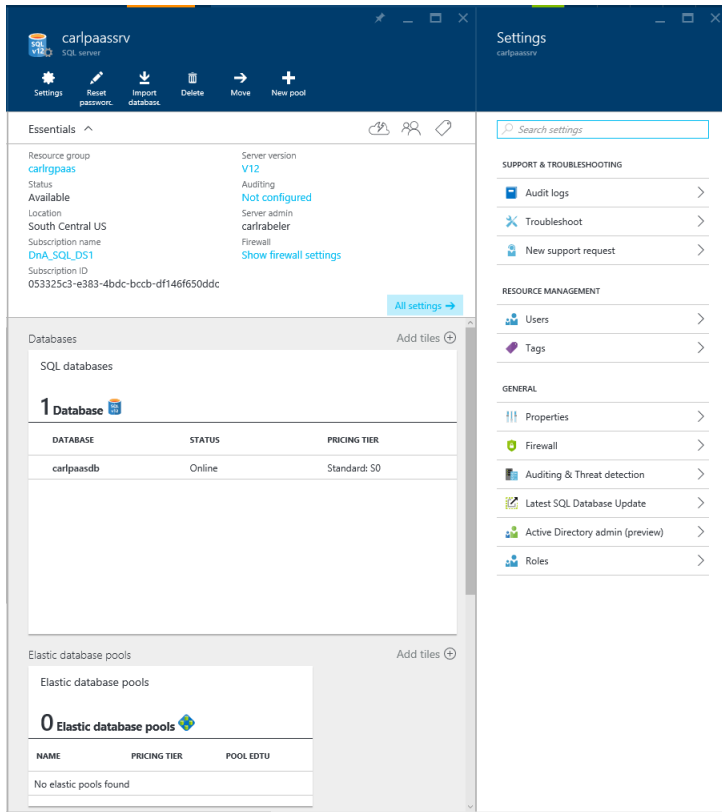 carlpaassrv
SQL server
SQL
v12
Settings
Reset
passworc
Import
database
Delete
Move
New pool
Essentials
Resource group
carlrgpaas
Status
Available
Location
South Central US
Subscription name
DnA_SQL_DS1
Subscription ID
053325c3-e383-4bdc-bccb-df146f650ddc
Server version
V12
Auditing
Not configured
Server admin
carlrabeler
Firewall
Show firewall settings
All settings →
Databases
Add tiles
SQL databases
1 Database
DATABASE STATUS PRICING TIER
carlpaasdb Online Standard: S0
Elastic database pools
Add tiles
Elastic database pools
0 Elastic database pools
NAME PRICING TIER POOL EDTU
No elastic pools found
Settings
carlpaassrv
Search settings
SUPPORT & TROUBLESHOOTING
Audit logs
Troubleshoot
New support request
RESOURCE MANAGEMENT
Users
Tags
GENERAL
Properties
Firewall
Auditing & Threat detection
Latest SQL Database Update
Active Directory admin (preview)
Roles